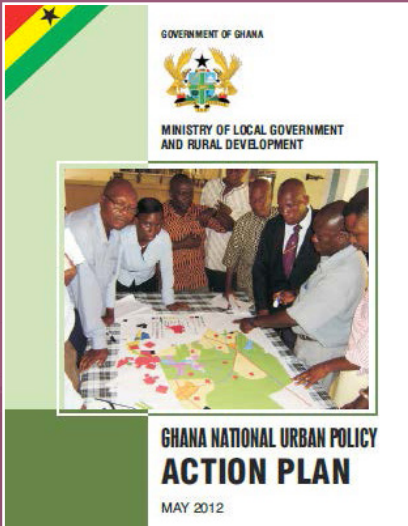 GOVERNMENT OF GHANA
MINISTRY OF LOCAL GOVERNMENT
AND RURAL DEVELOPMENT
GHANA NATIONAL URBAN POLICY
ACTION PLAN
MAY 2012